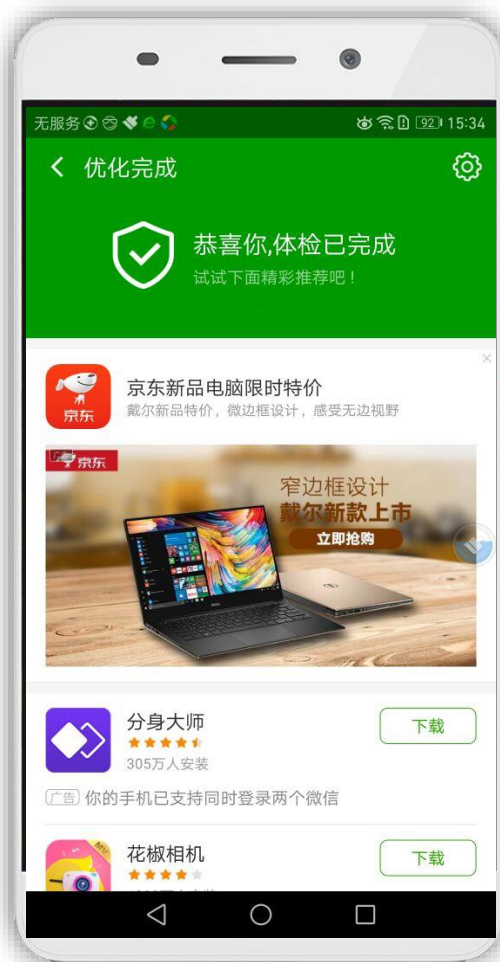 无服务
92
15:34
优化完成
恭喜你,体检已完成
试试下面精彩推荐吧！
京东
京东新品电脑限时特价
戴尔新品特价，微边框设计，感受无边视野
京东
窄边框设计
戴尔新款上市
立即抢购
分身大师
下载
305万人安装
广告 你的手机已支持同时登录两个微信
MV
花椒相机
下载